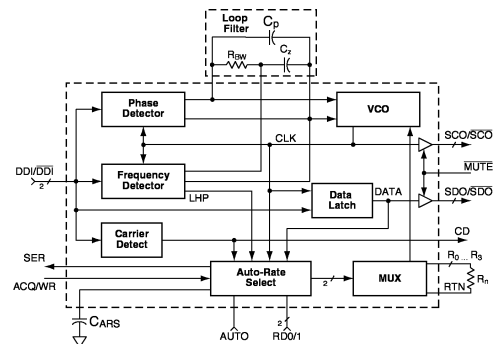 Loop
Filter
Cp
RBW
Cz
Phase
Detector
VCO
CLK
SCO/SCO
DDI/DDI
2
Frequency
Detector
MUTE
LHP
Data
Latch
DATA
SDO/SDO
Carrier
Detect
CD
SER
ACQ/WR
Auto-Rate
Select
2
MUX
R0 ... R3
Rn
RTN
CARS
2
AUTO
RD0/1